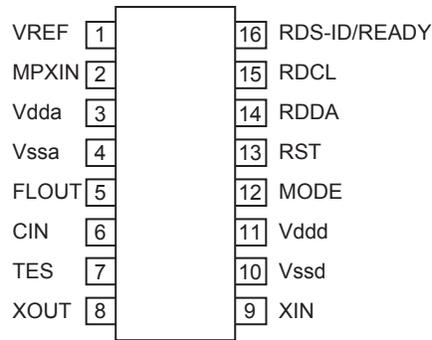 VREF 1 16 RDS-ID/READY
MPXIN 2 15 RDCL
Vdda 3 14 RDDA
Vssa 4 13 RST
FLOUT 5 12 MODE
CIN 6 11 Vddd
TES 7 10 Vssd
XOUT 8 9 XIN